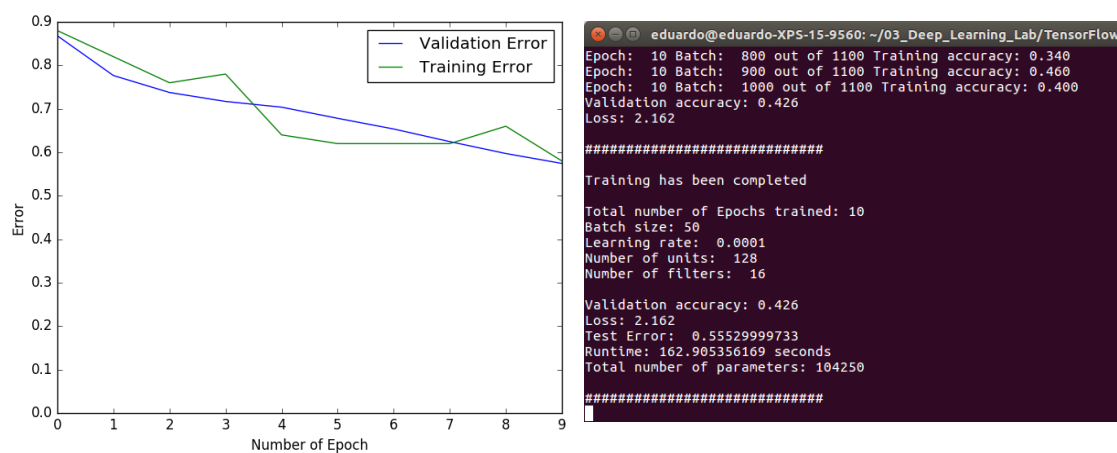 0.9
0.8
0.7
0.6
0.5
0.4
0.3
0.2
0.1
0.0
Error
Validation Error
Training Error
0 1 2 3 4 5 6 7 8 9
Number of Epoch
eduardo@eduardo-XPS-15-9560: ~/03_Deep_Learning_Lab/TensorFlow
Epoch:  10 Batch:  800 out of 1100 Training accuracy: 0.340
Epoch:  10 Batch:  900 out of 1100 Training accuracy: 0.460
Epoch:  10 Batch:  1000 out of 1100 Training accuracy: 0.400
Validation accuracy: 0.426
Loss: 2.162
#############################
Training has been completed
Total number of Epochs trained: 10
Batch size: 50
Learning rate:  0.0001
Number of units:  128
Number of filters:  16
Validation accuracy: 0.426
Loss: 2.162
Test Error:  0.55529999733
Runtime: 162.905356169 seconds
Total number of parameters: 104250
#############################